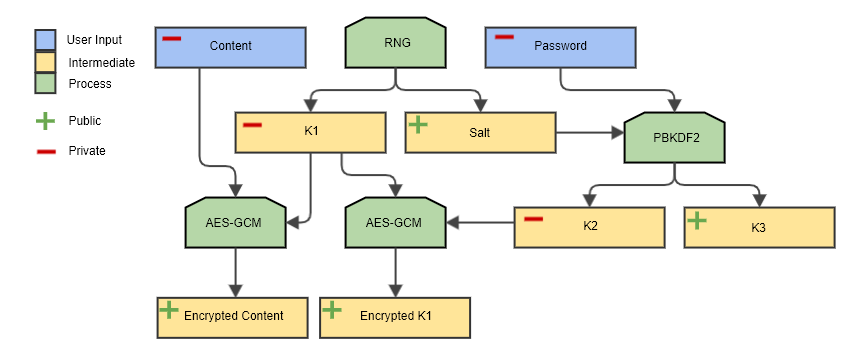 User Input
Intermediate
Process
Public
Private
Content
RNG
Password
K1
Salt
PBKDF2
AES-GCM
AES-GCM
K2
K3
Encrypted Content
Encrypted K1